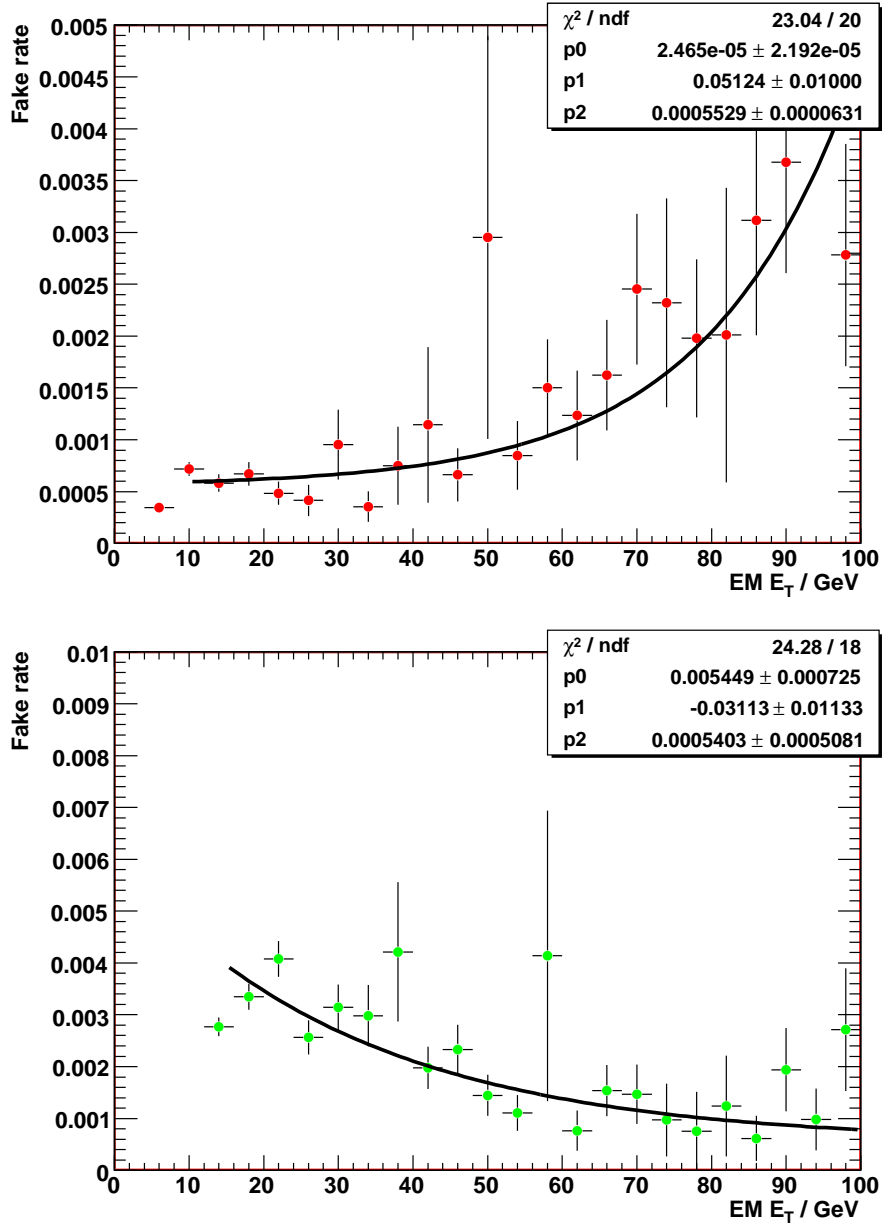 χ² / ndf 23.04 / 20
p0 2.465e-05 ± 2.192e-05
p1 0.05124 ± 0.01000
p2 0.0005529 ± 0.0000631
Fake rate
0.005
0.0045
0.004
0.0035
0.003
0.0025
0.002
0.0015
0.001
0.0005
0
0 10 20 30 40 50 60 70 80 90 100
EM E_T / GeV
χ² / ndf 24.28 / 18
p0 0.005449 ± 0.000725
p1 -0.03113 ± 0.01133
p2 0.0005403 ± 0.0005081
Fake rate
0.01
0.009
0.008
0.007
0.006
0.005
0.004
0.003
0.002
0.001
0
0 10 20 30 40 50 60 70 80 90 100
EM E_T / GeV